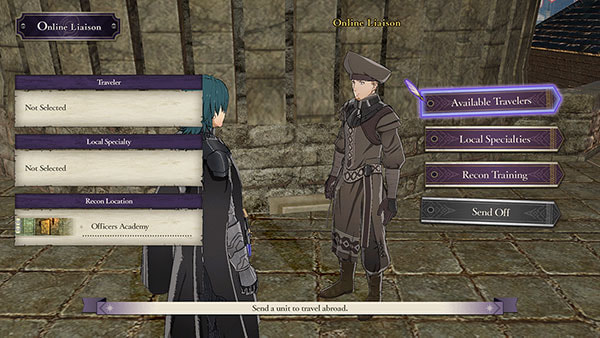 Online Liaison
Online Liaison
Traveler
Not Selected
Local Specialty
Not Selected
Recon Location
Officers Academy
Available Travelers
Local Specialties
Recon Training
Send Off
Send a unit to travel abroad.